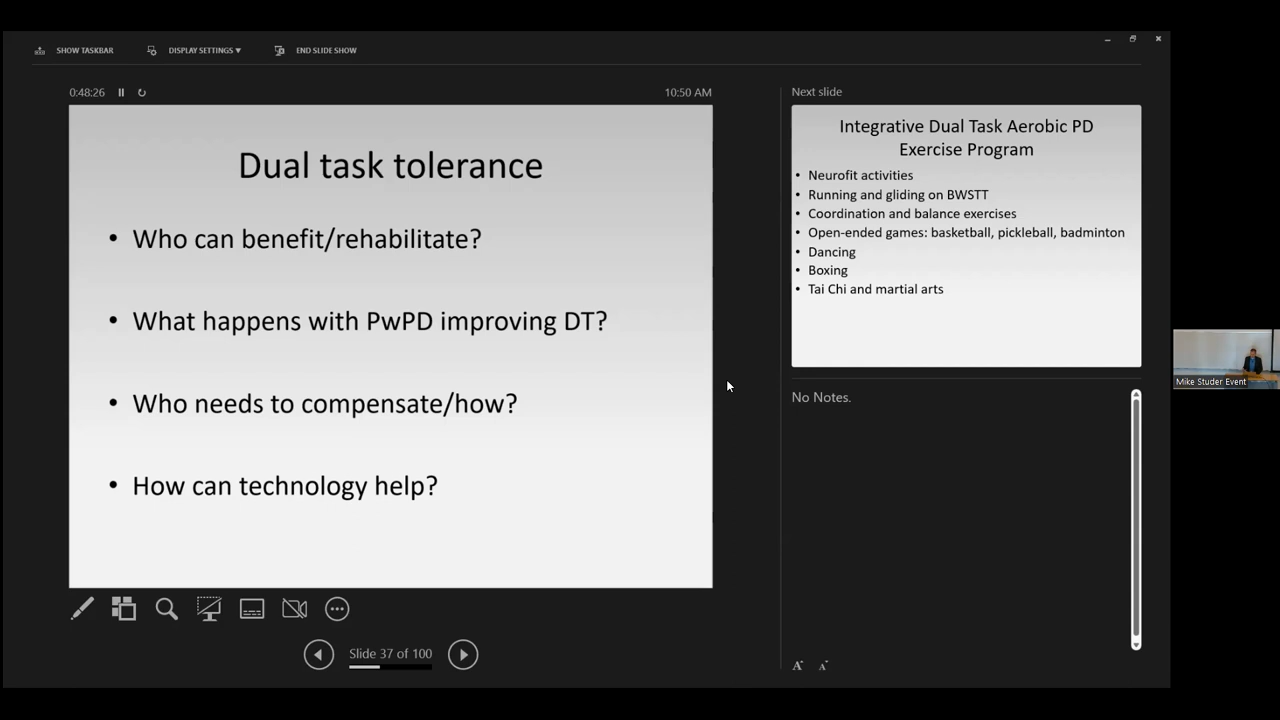 SHOW TASKBAR
DISPLAY SETTINGS ▾
END SLIDE SHOW
0:48:26
10:50 AM
Dual task tolerance
• Who can benefit/rehabilitate?
• What happens with PwPD improving DT?
• Who needs to compensate/how?
• How can technology help?
Slide 37 of 100
Next slide
Integrative Dual Task Aerobic PD
Exercise Program
• Neurofit activities
• Running and gliding on BWSTT
• Coordination and balance exercises
• Open-ended games: basketball, pickleball, badminton
• Dancing
• Boxing
• Tai Chi and martial arts
No Notes.
A A
Mike Studer Event